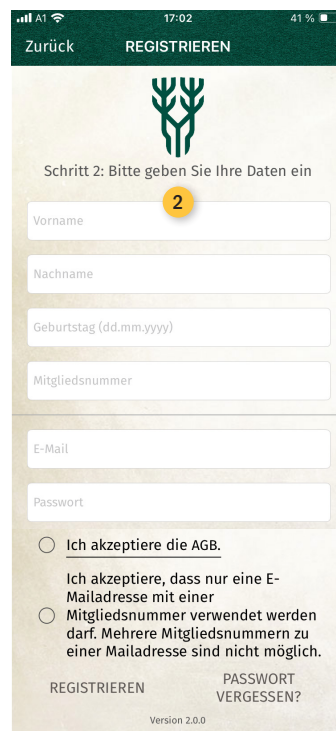 A1 17:02 41 %
Zurück REGISTRIEREN
Schritt 2: Bitte geben Sie Ihre Daten ein
2
Vorname
Nachname
Geburtstag (dd.mm.yyyy)
Mitgliedsnummer
E-Mail
Passwort
Ich akzeptiere die AGB.
Ich akzeptiere, dass nur eine E-
Mailadresse mit einer
Mitgliedsnummer verwendet werden
darf. Mehrere Mitgliedsnummern zu
einer Mailadresse sind nicht möglich.
REGISTRIEREN
PASSWORT
VERGESSEN?
Version 2.0.0